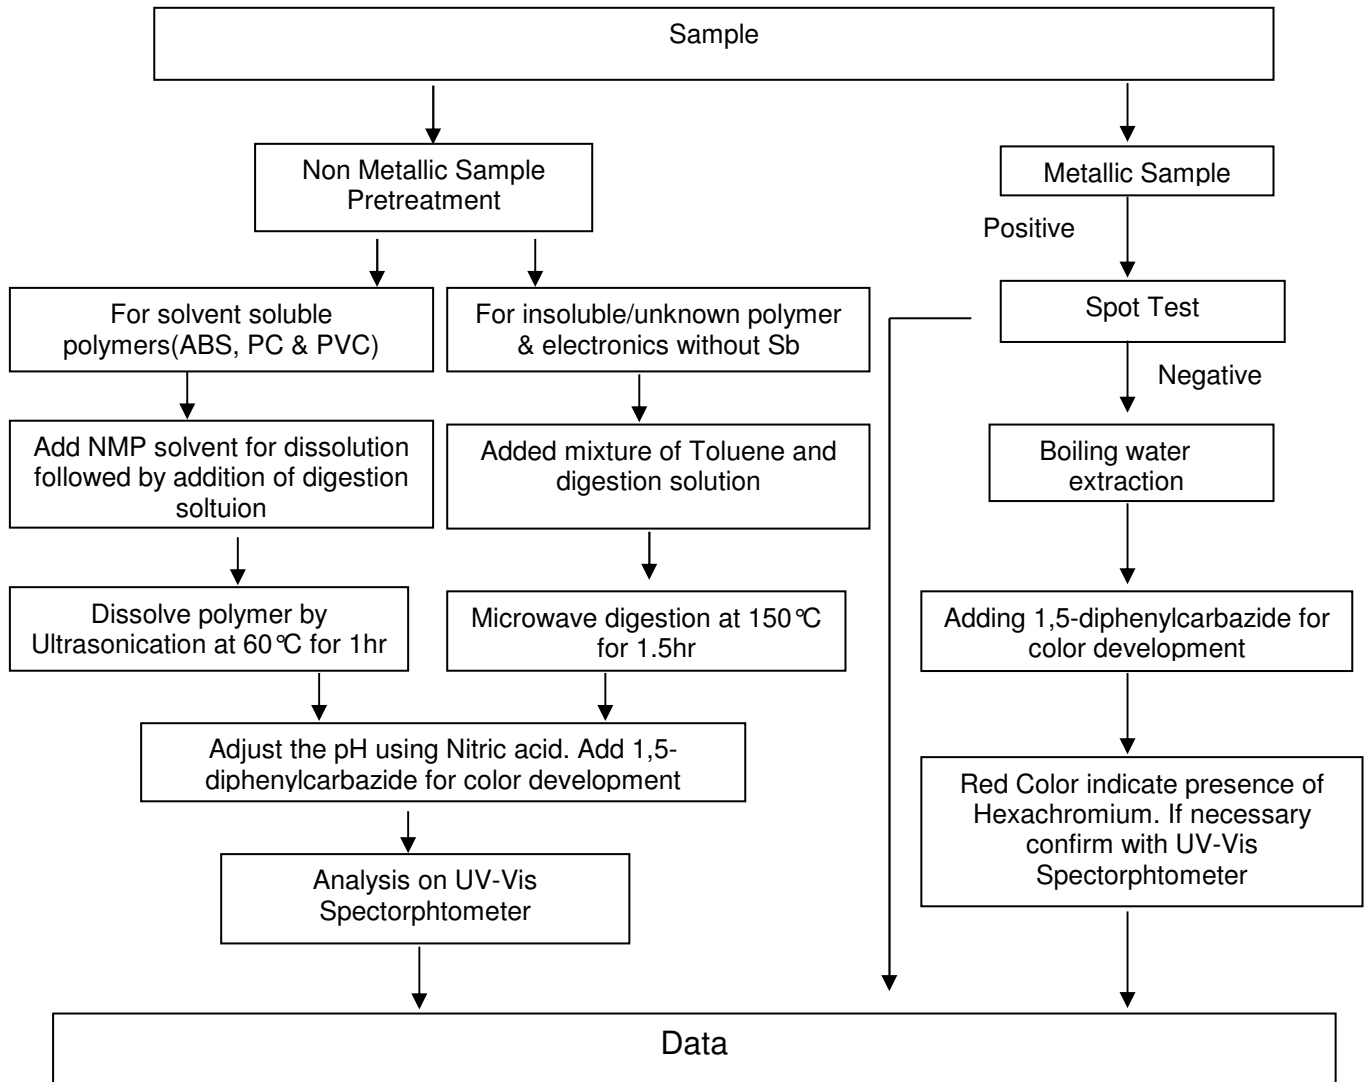 Sample
Non Metallic Sample
Pretreatment
Metallic Sample
Positive
For solvent soluble
polymers(ABS, PC & PVC)
For insoluble/unknown polymer
& electronics without Sb
Spot Test
Negative
Add NMP solvent for dissolution
followed by addition of digestion
soltuion
Added mixture of Toluene and
digestion solution
Boiling water
extraction
Dissolve polymer by
Ultrasonication at 60°C for 1hr
Microwave digestion at 150°C
for 1.5hr
Adding 1,5-diphenylcarbazide for
color development
Adjust the pH using Nitric acid. Add 1,5-
diphenylcarbazide for color development
Red Color indicate presence of
Hexachromium. If necessary
confirm with UV-Vis
Spectorphtometer
Analysis on UV-Vis
Spectorphtometer
Data